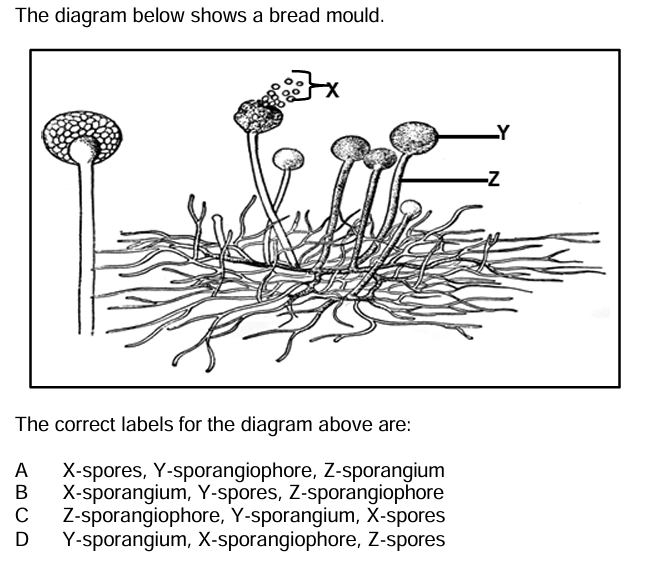 The diagram below shows a bread mould.
X
Y
Z
The correct labels for the diagram above are:
A X-spores, Y-sporangiophore, Z-sporangium
B X-sporangium, Y-spores, Z-sporangiophore
C Z-sporangiophore, Y-sporangium, X-spores
D Y-sporangium, X-sporangiophore, Z-spores